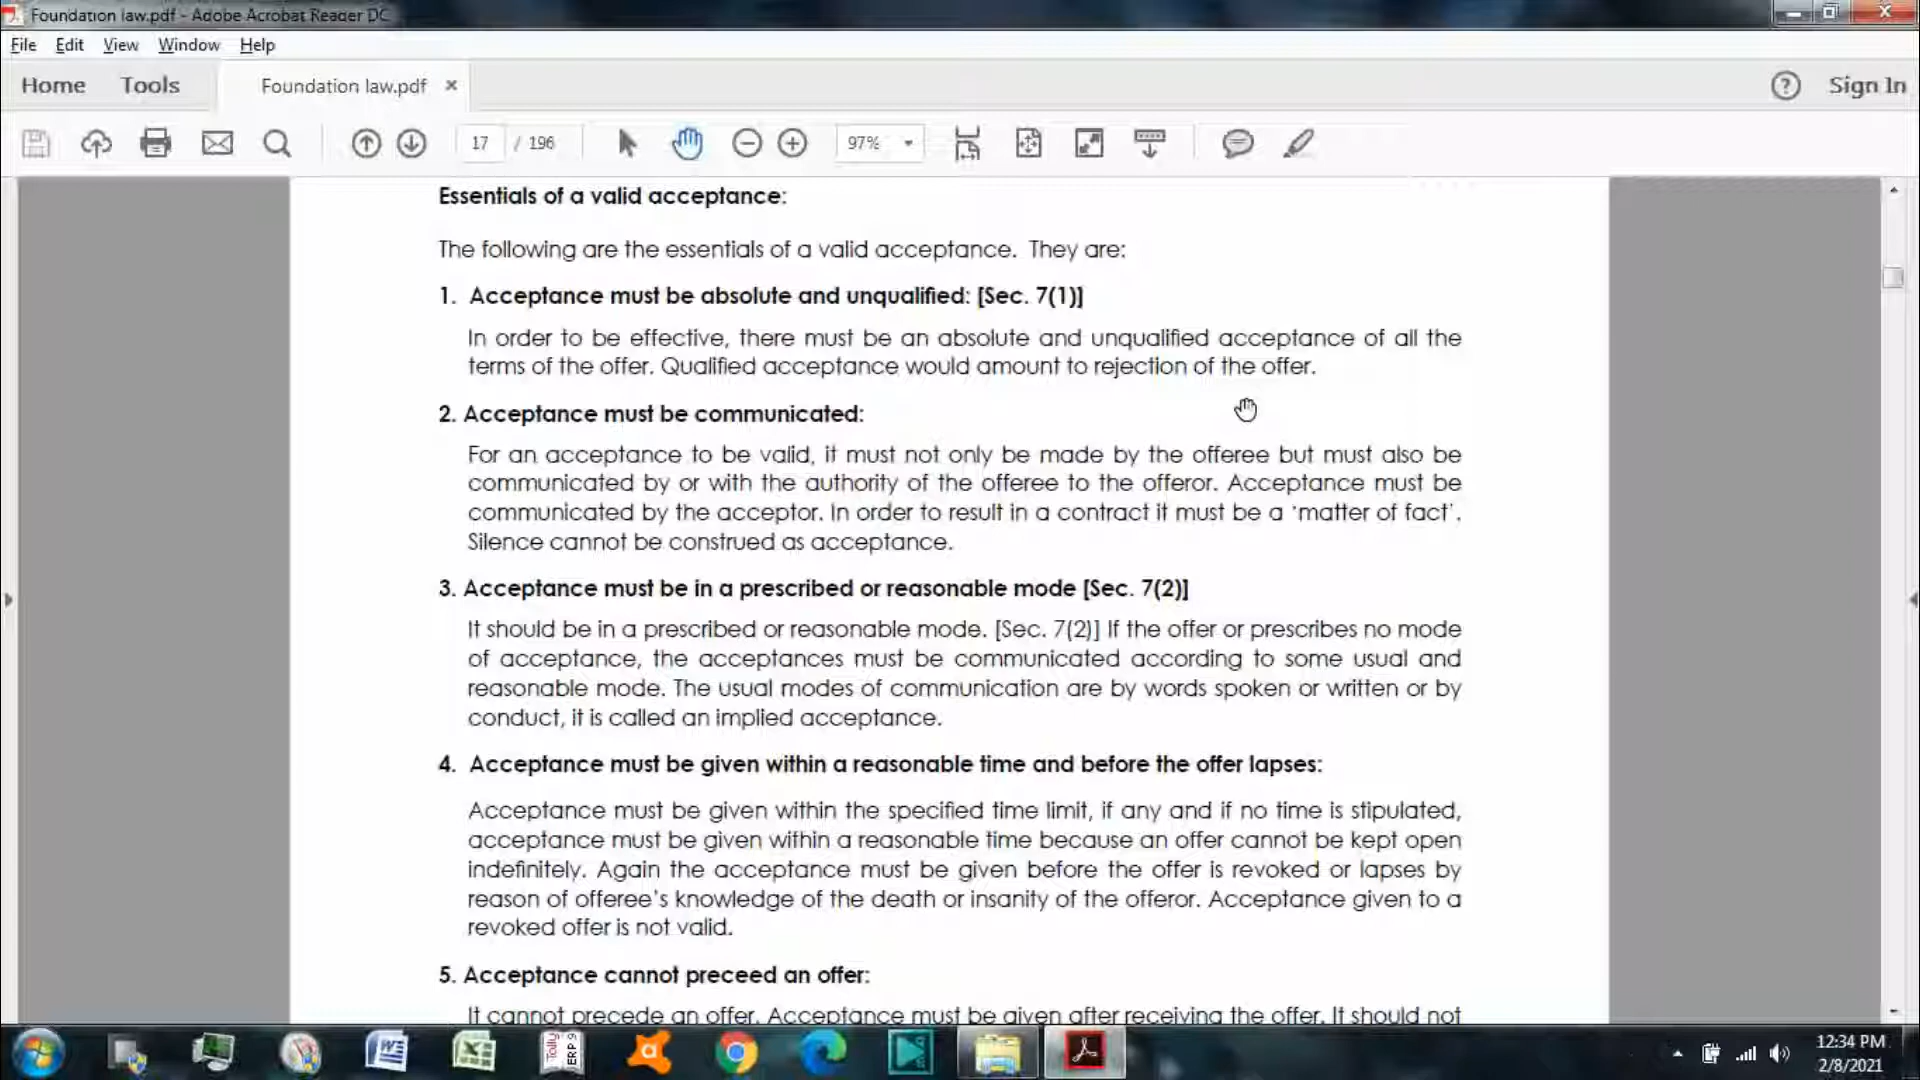 Foundation law.pdf - Adobe Acrobat Reader DC
File Edit View Window Help
Home Tools Foundation law.pdf × ? Sign In
17 / 196 97%
Essentials of a valid acceptance:
The following are the essentials of a valid acceptance. They are:
1. Acceptance must be absolute and unqualified: [Sec. 7(1)]
In order to be effective, there must be an absolute and unqualified acceptance of all the
terms of the offer. Qualified acceptance would amount to rejection of the offer.
2. Acceptance must be communicated:
For an acceptance to be valid, it must not only be made by the offeree but must also be
communicated by or with the authority of the offeree to the offeror. Acceptance must be
communicated by the acceptor. In order to result in a contract it must be a 'matter of fact'.
Silence cannot be construed as acceptance.
3. Acceptance must be in a prescribed or reasonable mode [Sec. 7(2)]
It should be in a prescribed or reasonable mode. [Sec. 7(2)] If the offer or prescribes no mode
of acceptance, the acceptances must be communicated according to some usual and
reasonable mode. The usual modes of communication are by words spoken or written or by
conduct, it is called an implied acceptance.
4. Acceptance must be given within a reasonable time and before the offer lapses:
Acceptance must be given within the specified time limit, if any and if no time is stipulated,
acceptance must be given within a reasonable time because an offer cannot be kept open
indefinitely. Again the acceptance must be given before the offer is revoked or lapses by
reason of offeree's knowledge of the death or insanity of the offeror. Acceptance given to a
revoked offer is not valid.
5. Acceptance cannot preceed an offer:
It cannot precede an offer. Acceptance must be given after receiving the offer. It should not
Tally ERP 9
12:34 PM
2/8/2021